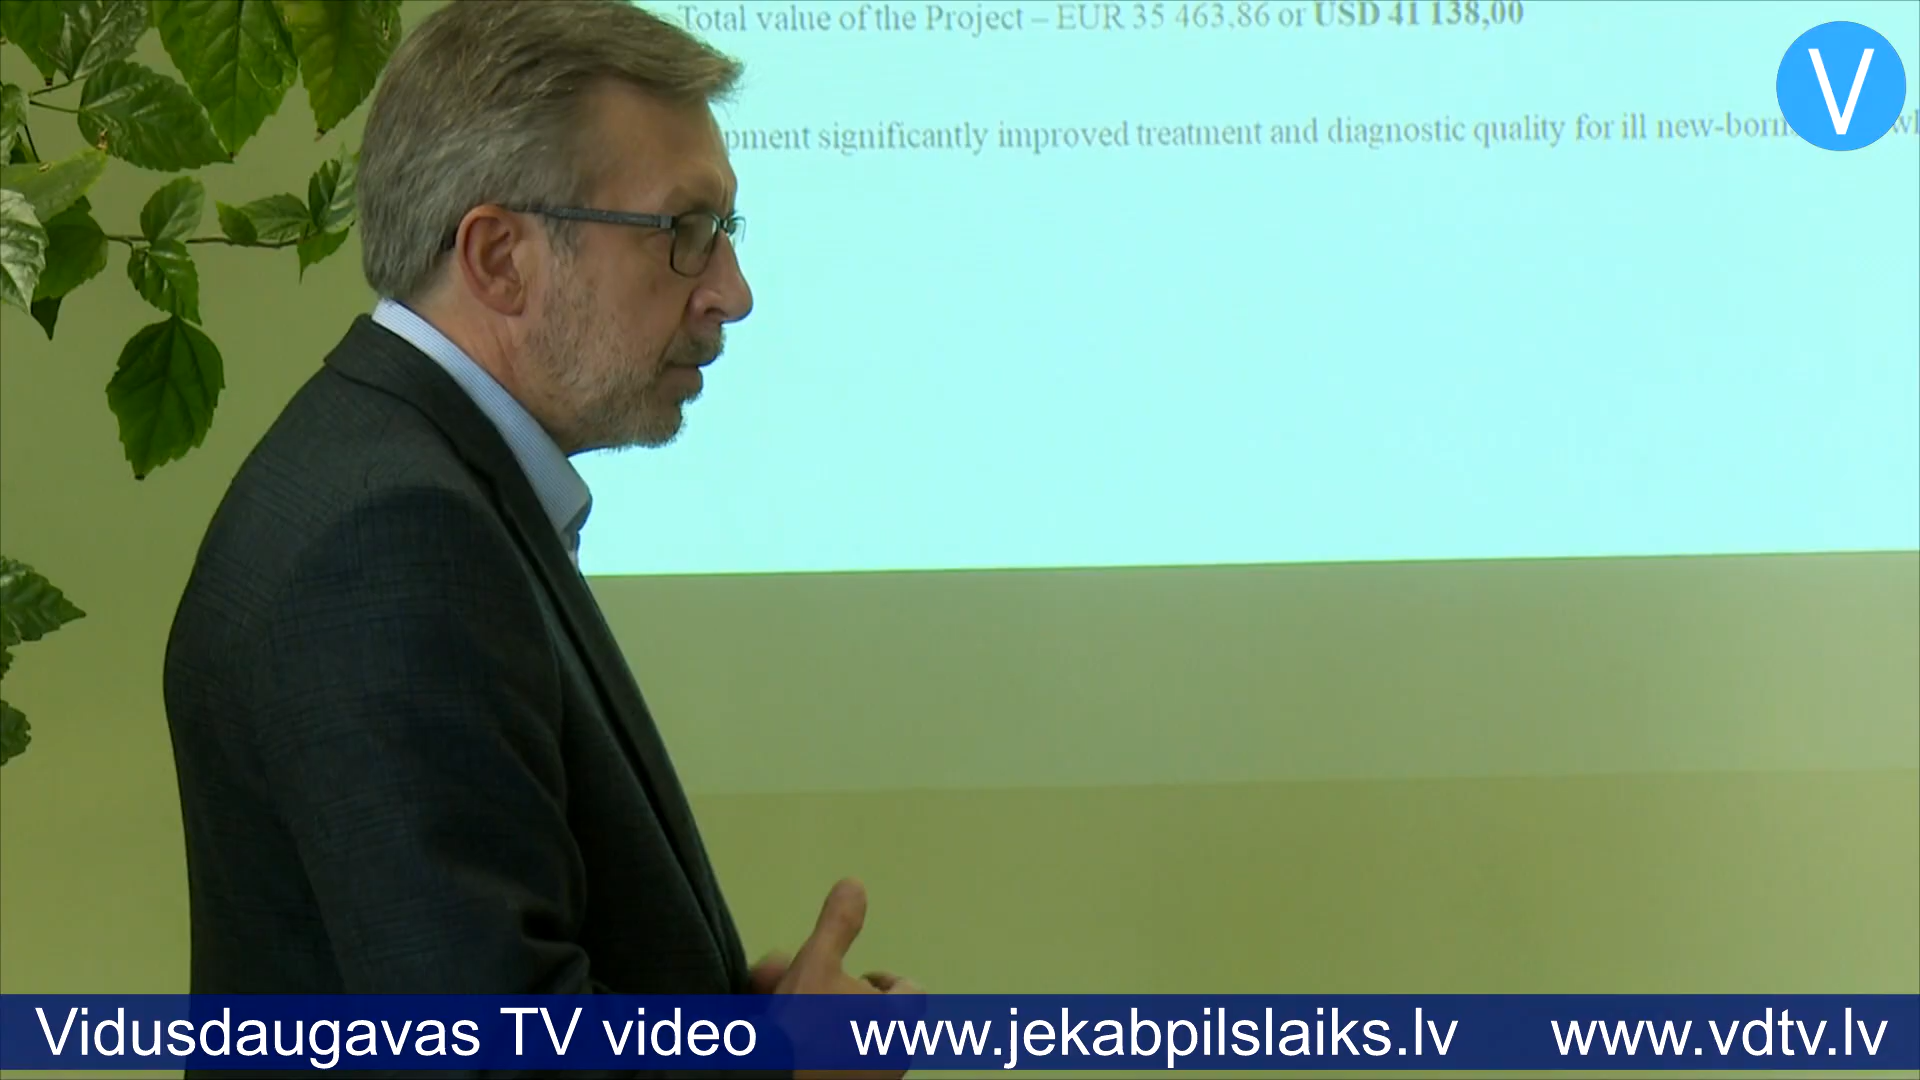 Total value of the Project – EUR 35 463,86 or USD 41 138,00
V
pment significantly improved treatment and diagnostic quality for ill new-born
Vidusdaugavas TV video www.jekabpilslaiks.lv www.vdtv.lv